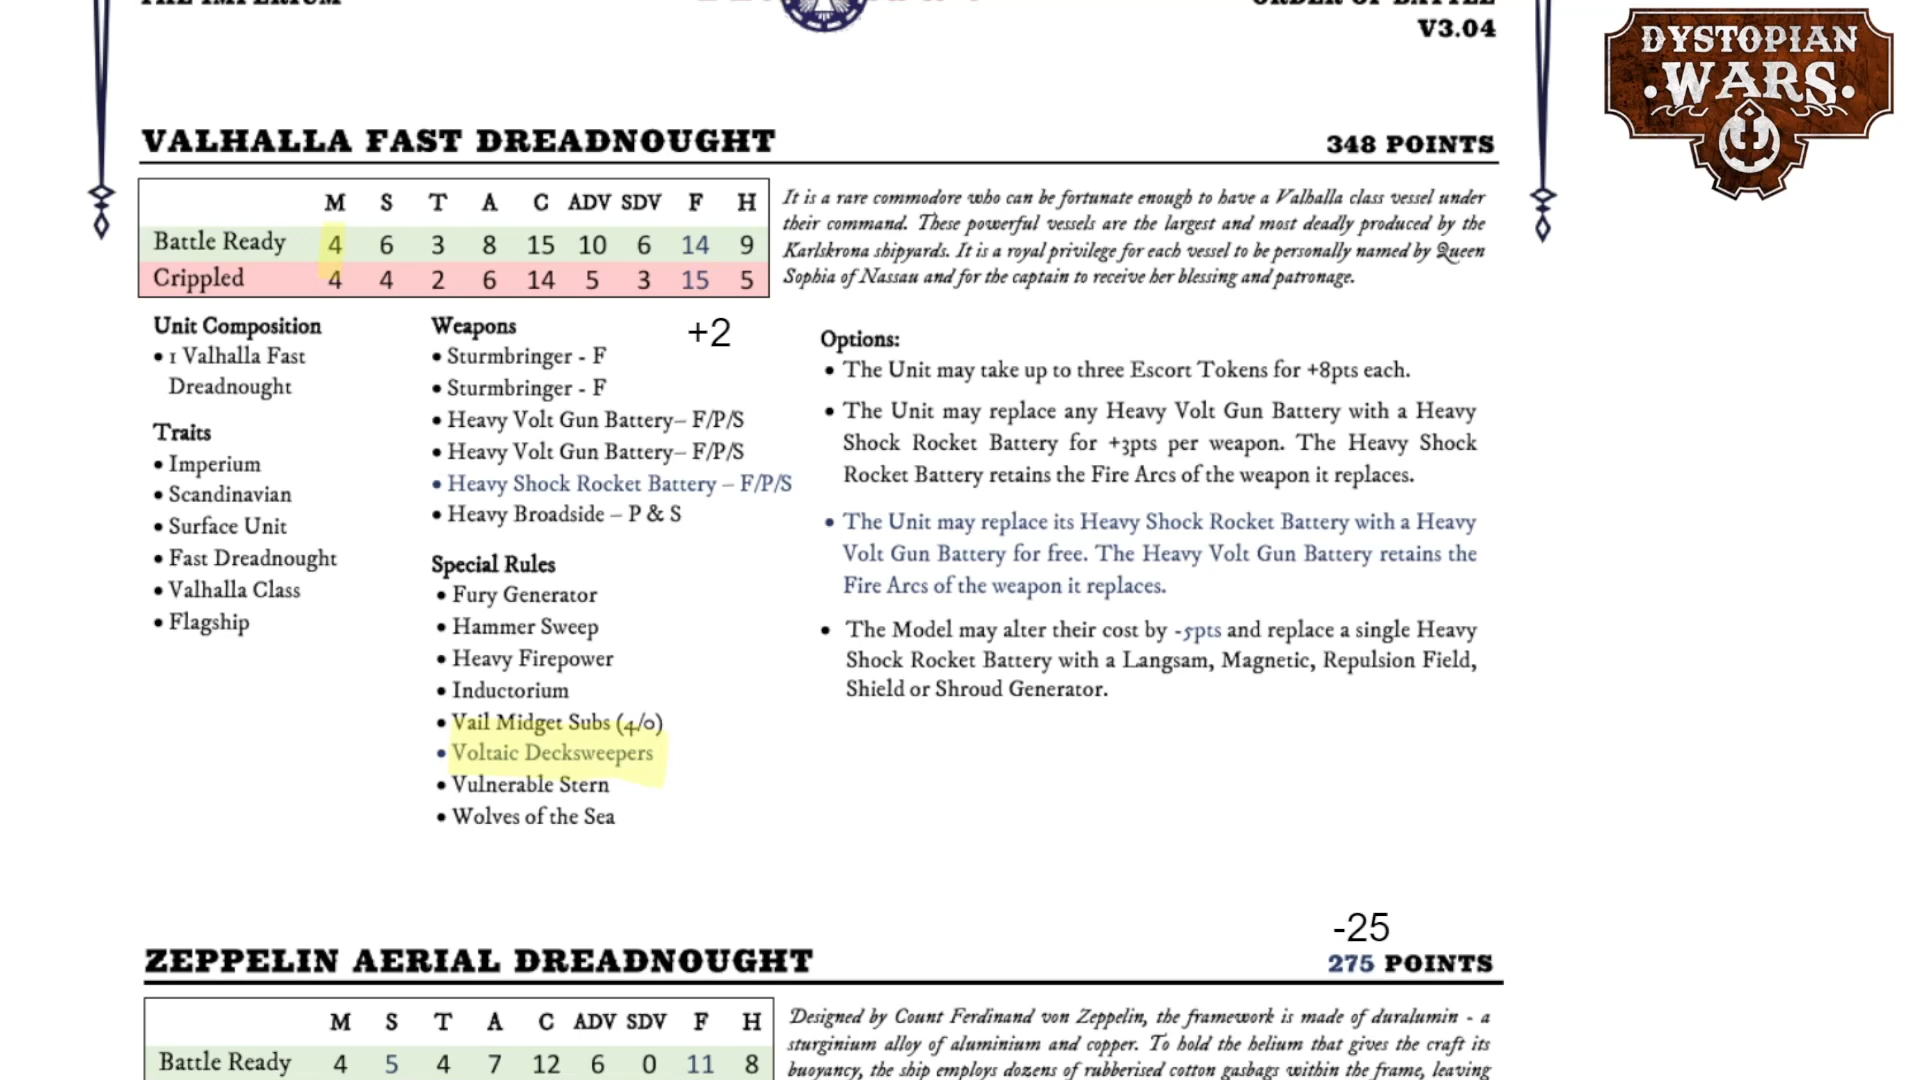 THE IMPERIUM
ORDER OF BATTLE
V3.04
DYSTOPIAN
WARS
VALHALLA FAST DREADNOUGHT
348 POINTS
M S T A C ADV SDV F H
Battle Ready 4 6 3 8 15 10 6 14 9
Crippled 4 4 2 6 14 5 3 15 5
It is a rare commodore who can be fortunate enough to have a Valhalla class vessel under
their command. These powerful vessels are the largest and most deadly produced by the
Karlskrona shipyards. It is a royal privilege for each vessel to be personally named by Queen
Sophia of Nassau and for the captain to receive her blessing and patronage.
Unit Composition
• 1 Valhalla Fast
Dreadnought
Traits
• Imperium
• Scandinavian
• Surface Unit
• Fast Dreadnought
• Valhalla Class
• Flagship
Weapons
+2
• Sturmbringer - F
• Sturmbringer - F
• Heavy Volt Gun Battery– F/P/S
• Heavy Volt Gun Battery– F/P/S
• Heavy Shock Rocket Battery – F/P/S
• Heavy Broadside – P & S
Special Rules
• Fury Generator
• Hammer Sweep
• Heavy Firepower
• Inductorium
• Vail Midget Subs (4/0)
• Voltaic Decksweepers
• Vulnerable Stern
• Wolves of the Sea
Options:
• The Unit may take up to three Escort Tokens for +8pts each.
• The Unit may replace any Heavy Volt Gun Battery with a Heavy
Shock Rocket Battery for +3pts per weapon. The Heavy Shock
Rocket Battery retains the Fire Arcs of the weapon it replaces.
• The Unit may replace its Heavy Shock Rocket Battery with a Heavy
Volt Gun Battery for free. The Heavy Volt Gun Battery retains the
Fire Arcs of the weapon it replaces.
• The Model may alter their cost by -5pts and replace a single Heavy
Shock Rocket Battery with a Langsam, Magnetic, Repulsion Field,
Shield or Shroud Generator.
-25
ZEPPELIN AERIAL DREADNOUGHT
275 POINTS
M S T A C ADV SDV F H
Battle Ready 4 5 4 7 12 6 0 11 8
Designed by Count Ferdinand von Zeppelin, the framework is made of duralumin - a
sturginium alloy of aluminium and copper. To hold the helium that gives the craft its
buoyancy, the ship employs dozens of rubberised cotton gasbags within the frame, leaving